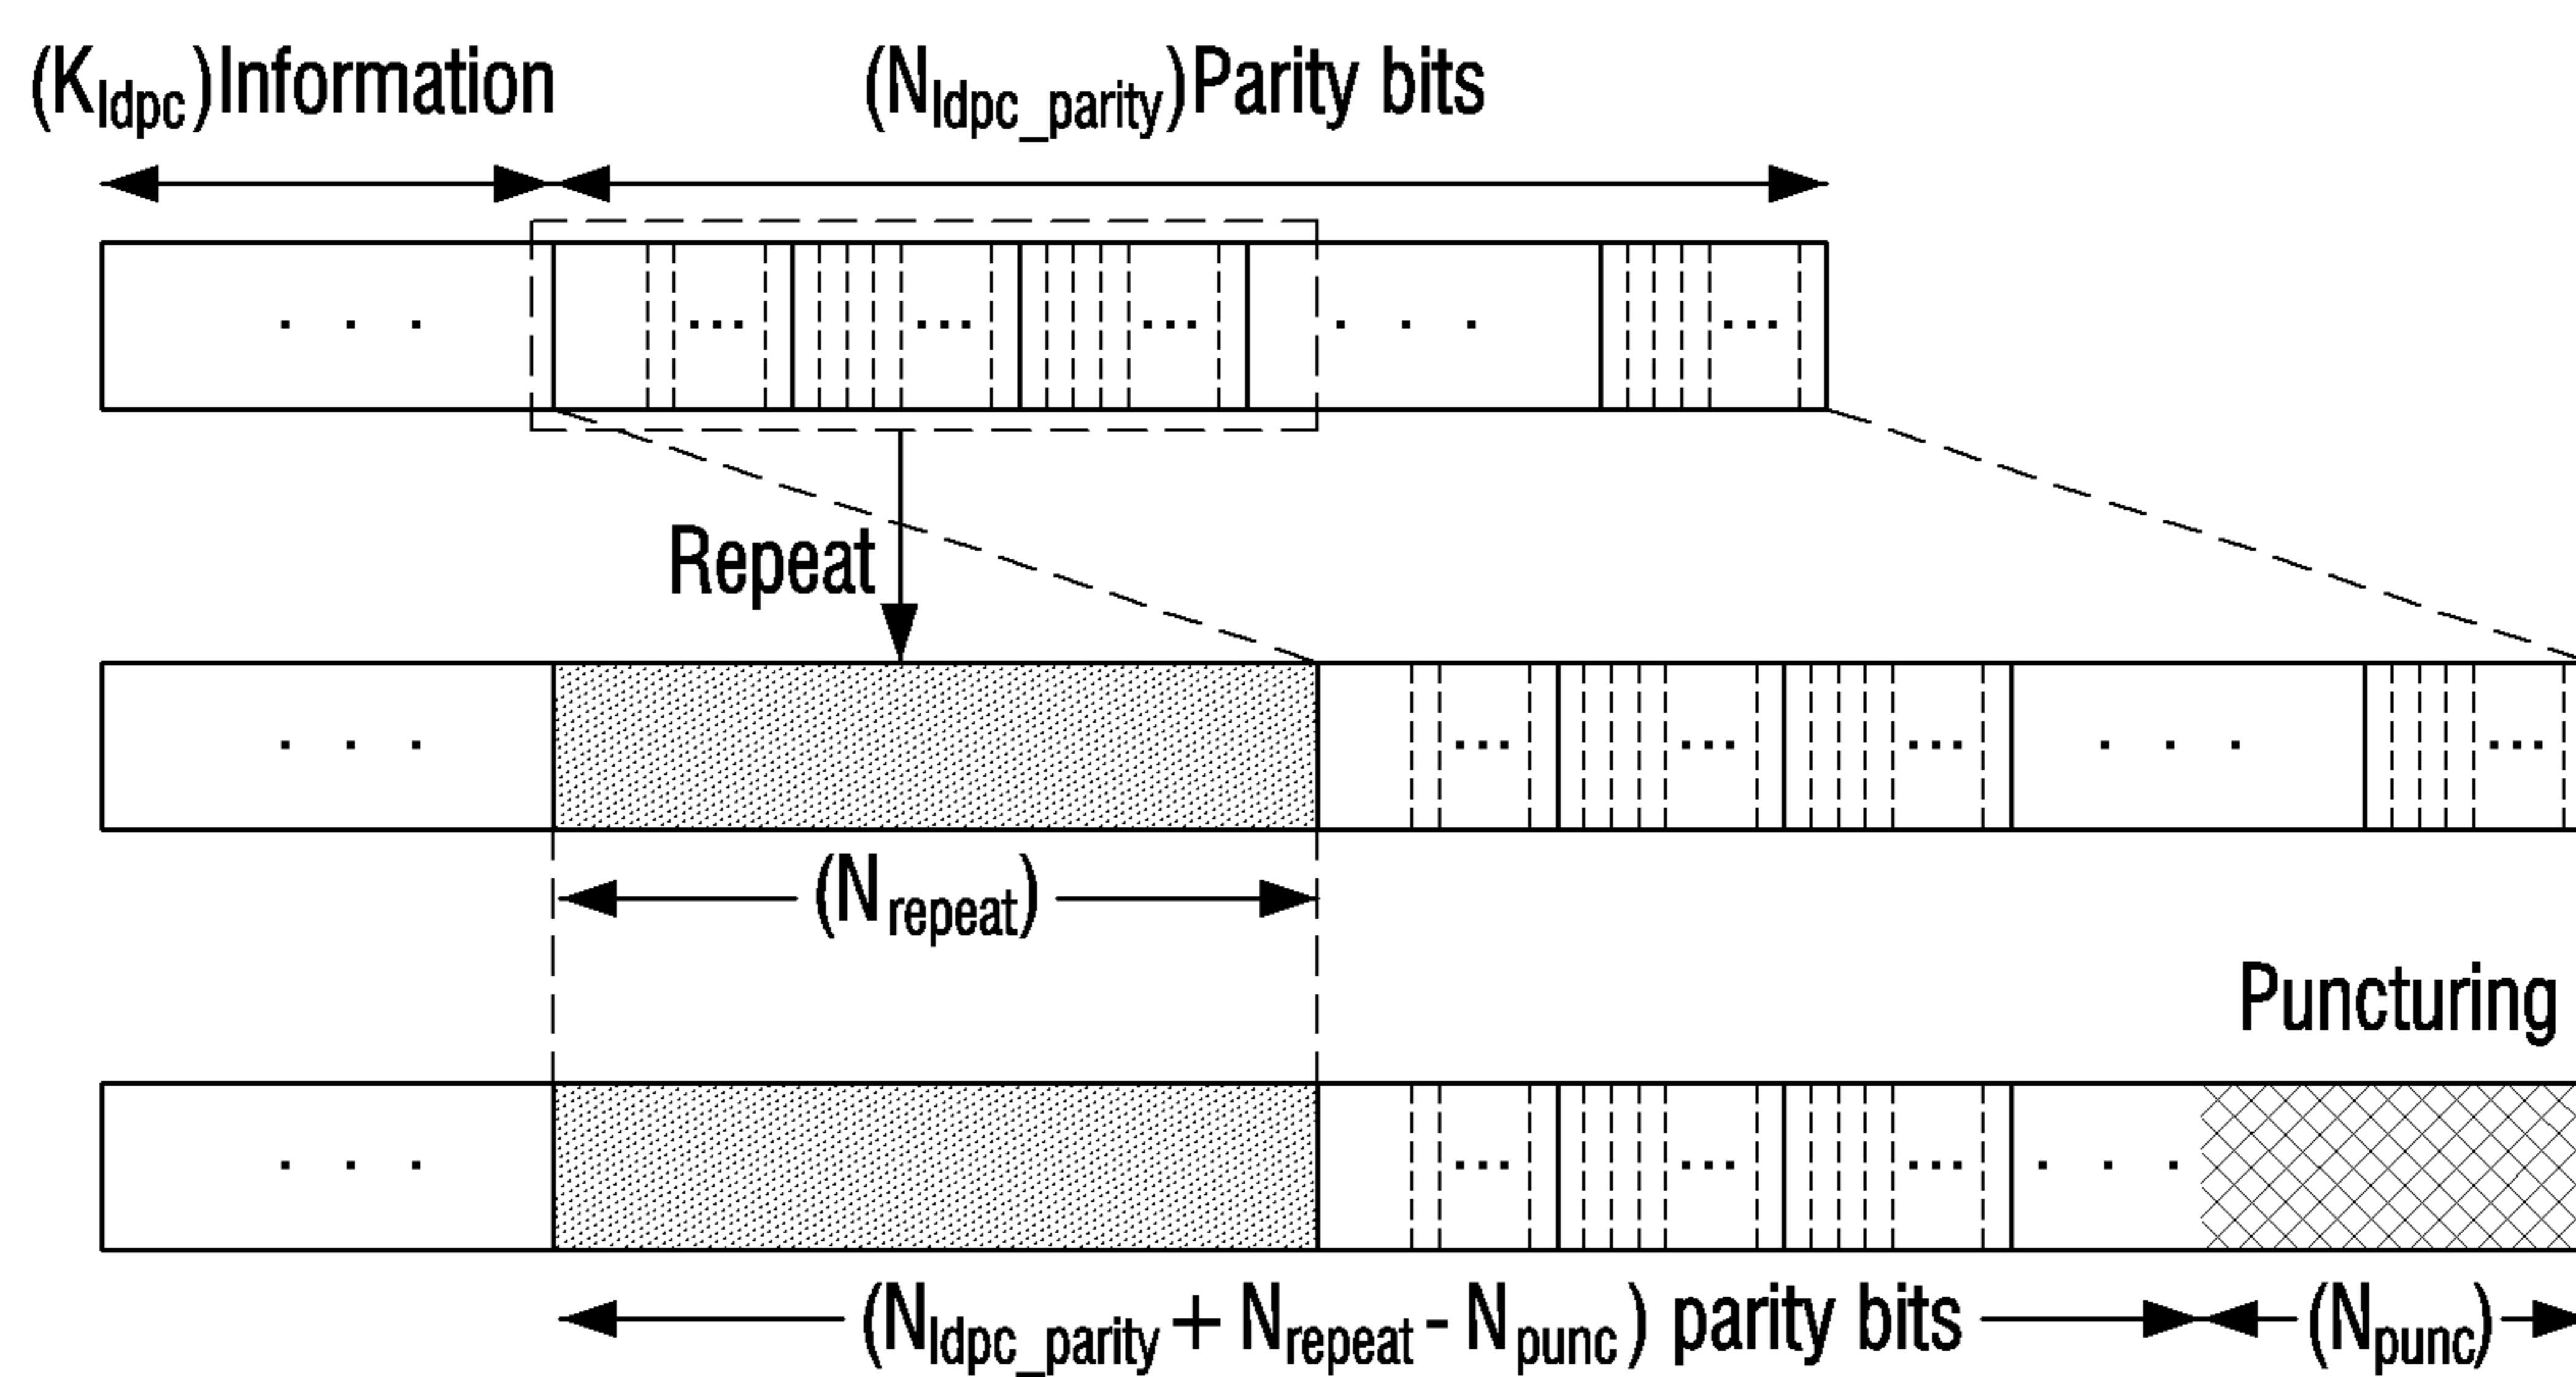 (Kldpc)Information (Nldpc_parity)Parity bits
. . .
... ... ... . . . ...
Repeat
. . .
... ... ... . . . ...
(Nrepeat)
Puncturing
. . .
... ... ... . . .
(Nldpc_parity + Nrepeat - Npunc) parity bits (Npunc)